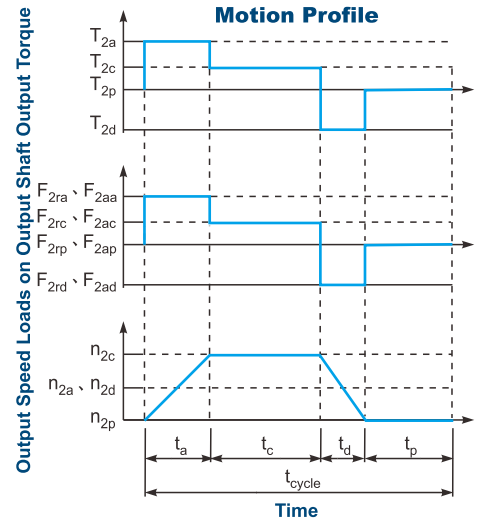 Motion Profile
Output Speed Loads on Output Shaft Output Torque
T2a
T2c
T2p
T2d
F2ra、F2aa
F2rc、F2ac
F2rp、F2ap
F2rd、F2ad
n2c
n2a、n2d
n2p
ta tc td tp
tcycle
Time